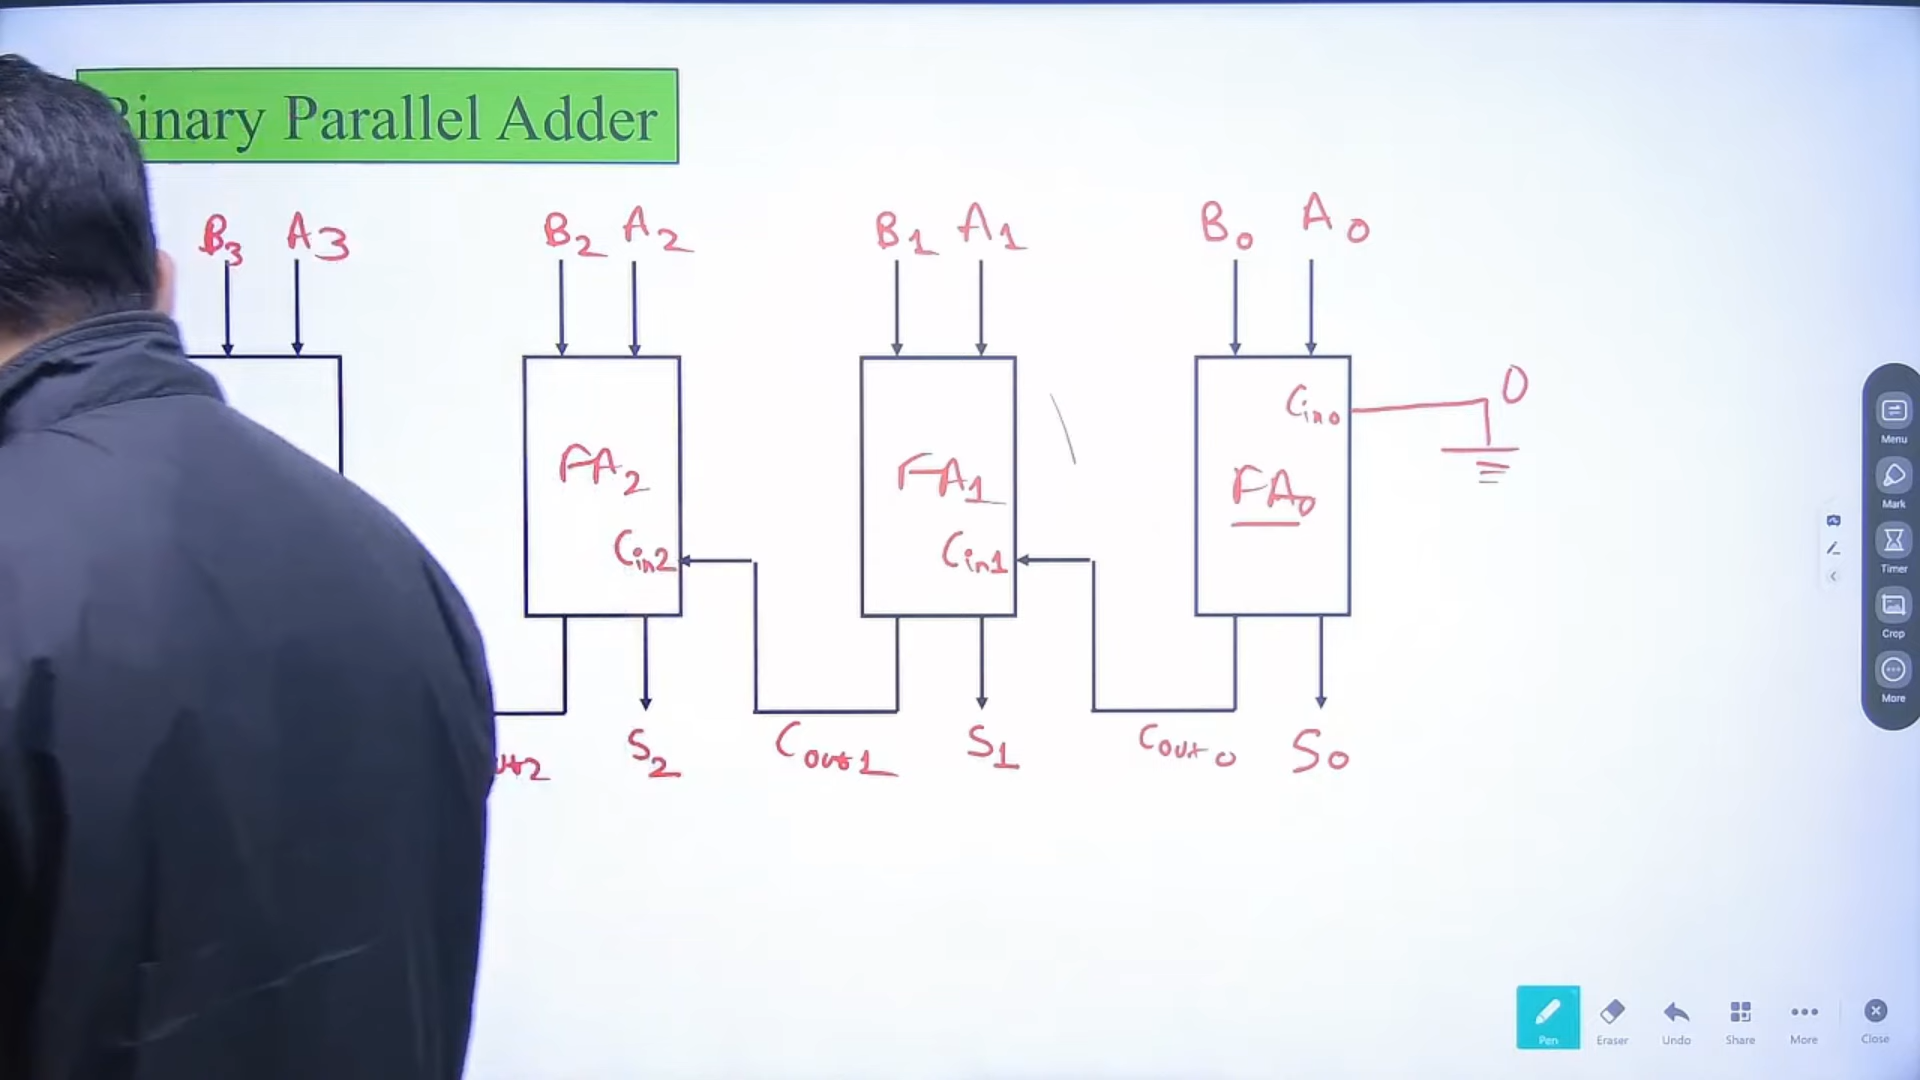 Binary Parallel Adder
B3 A3 B2 A2 B1 A1 B0 A0
Cin0 0
FA2 FA1 FA0
Cin2 Cin1
S2 Cout1 S1 Cout0 S0
Menu
Mark
Timer
Crop
More
Pen Eraser Undo Share More Close